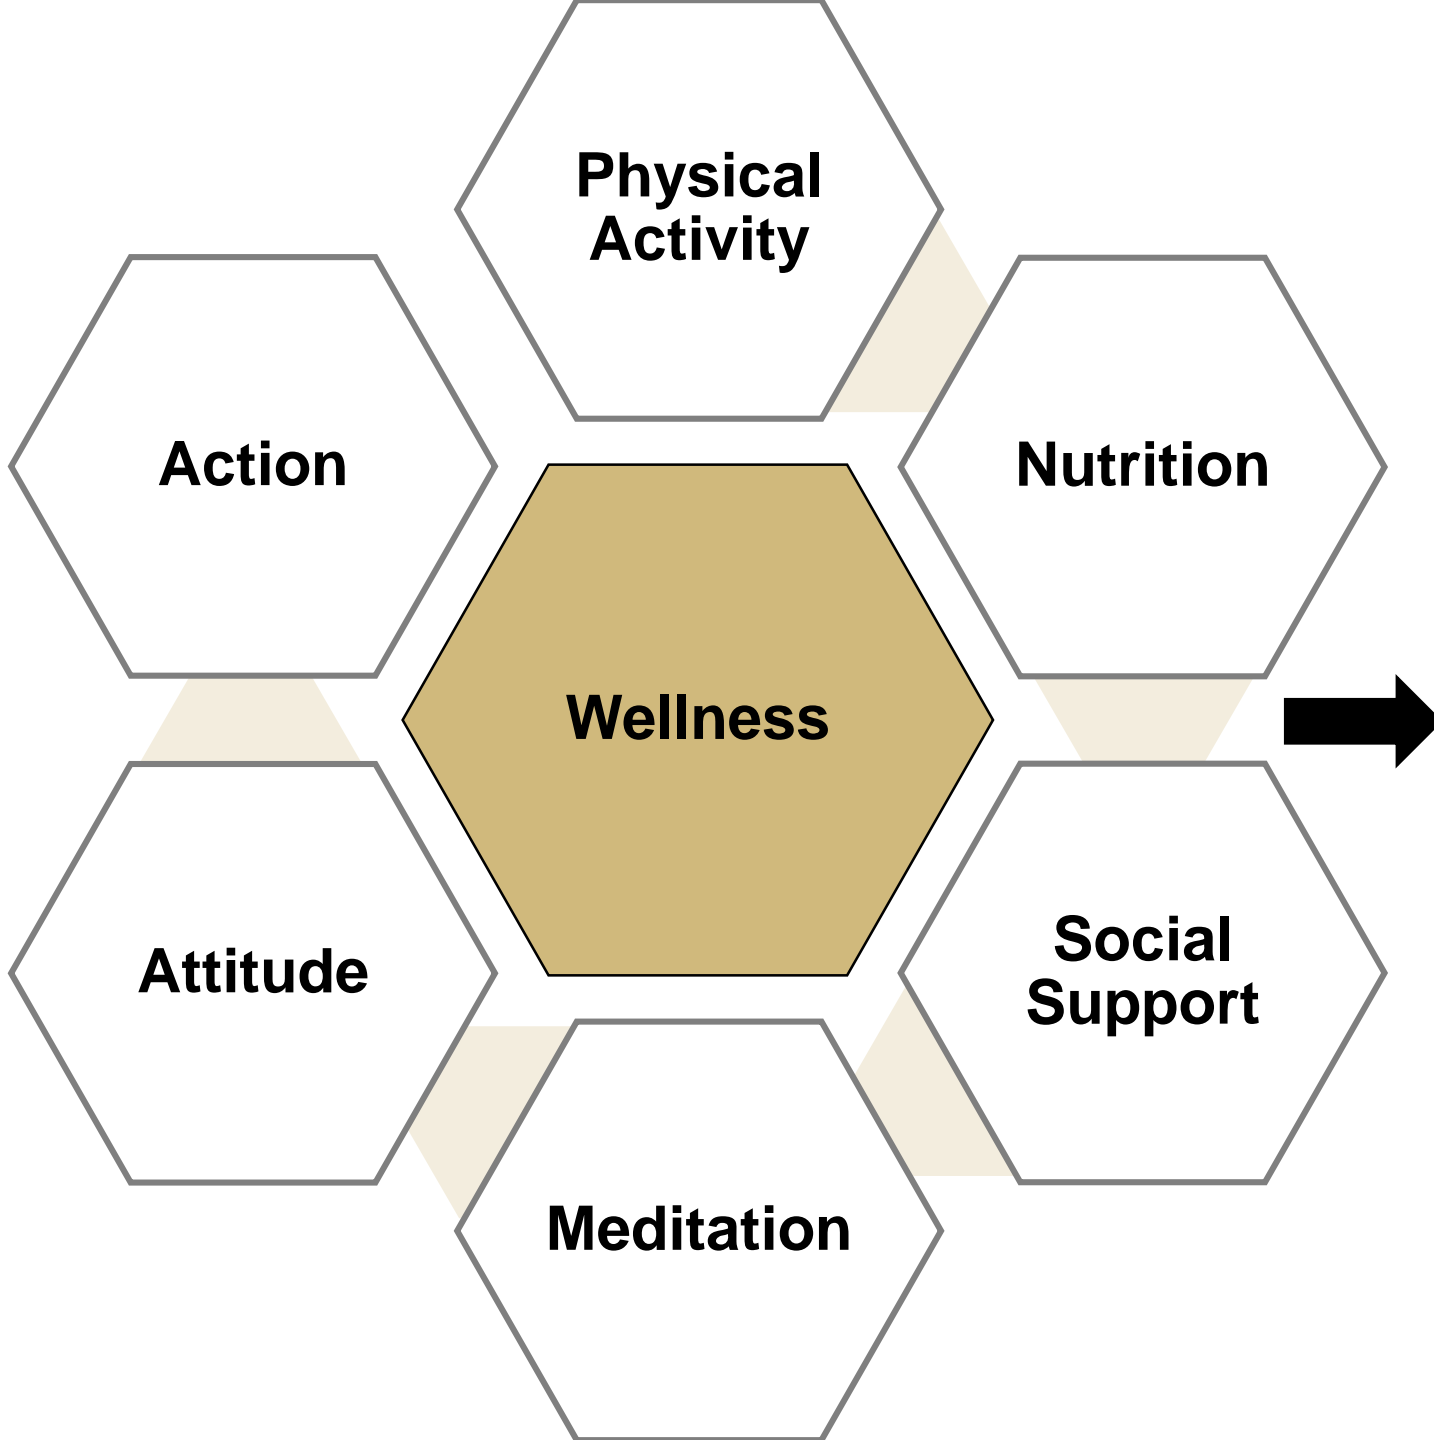 Physical
Activity
Action
Nutrition
Wellness
Attitude
Social
Support
Meditation